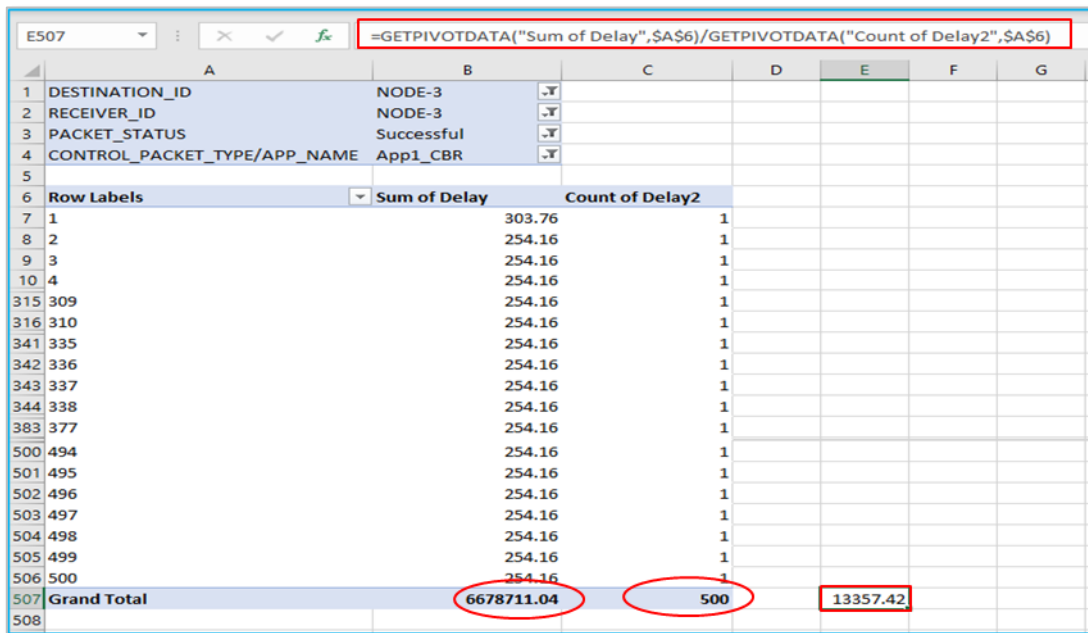 E507 fx =GETPIVOTDATA("Sum of Delay",$A$6)/GETPIVOTDATA("Count of Delay2",$A$6)
A B C D E F G
1 DESTINATION_ID NODE-3
2 RECEIVER_ID NODE-3
3 PACKET_STATUS Successful
4 CONTROL_PACKET_TYPE/APP_NAME App1_CBR
5
6 Row Labels Sum of Delay Count of Delay2
7 1 303.76 1
8 2 254.16 1
9 3 254.16 1
10 4 254.16 1
315 309 254.16 1
316 310 254.16 1
341 335 254.16 1
342 336 254.16 1
343 337 254.16 1
344 338 254.16 1
383 377 254.16 1
500 494 254.16 1
501 495 254.16 1
502 496 254.16 1
503 497 254.16 1
504 498 254.16 1
505 499 254.16 1
506 500 254.16 1
507 Grand Total 6678711.04 500 13357.42
508